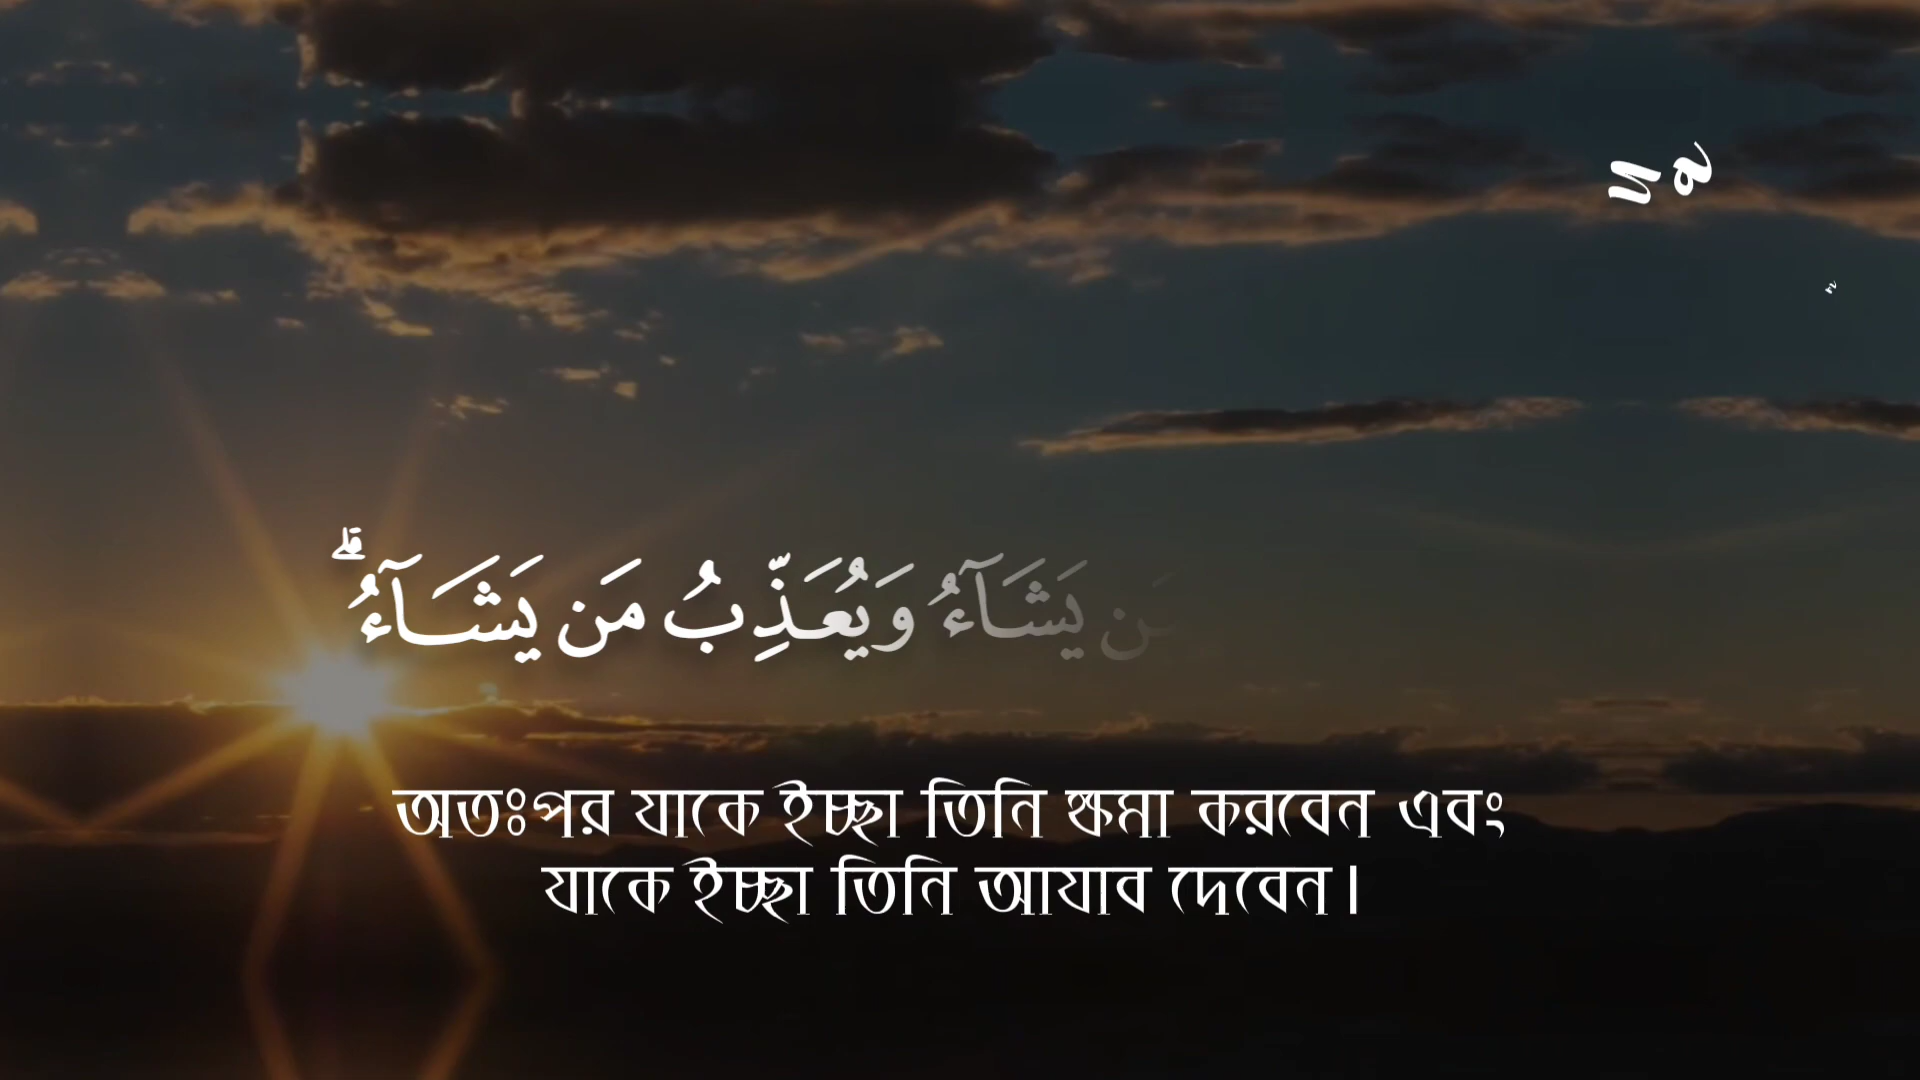 مَن يَشَآءُ وَيُعَذِّبُ مَن يَشَآءُ ۗ
অতঃপর যাকে ইচ্ছা তিনি ক্ষমা করবেন এবং
যাকে ইচ্ছা তিনি আযাব দেবেন।